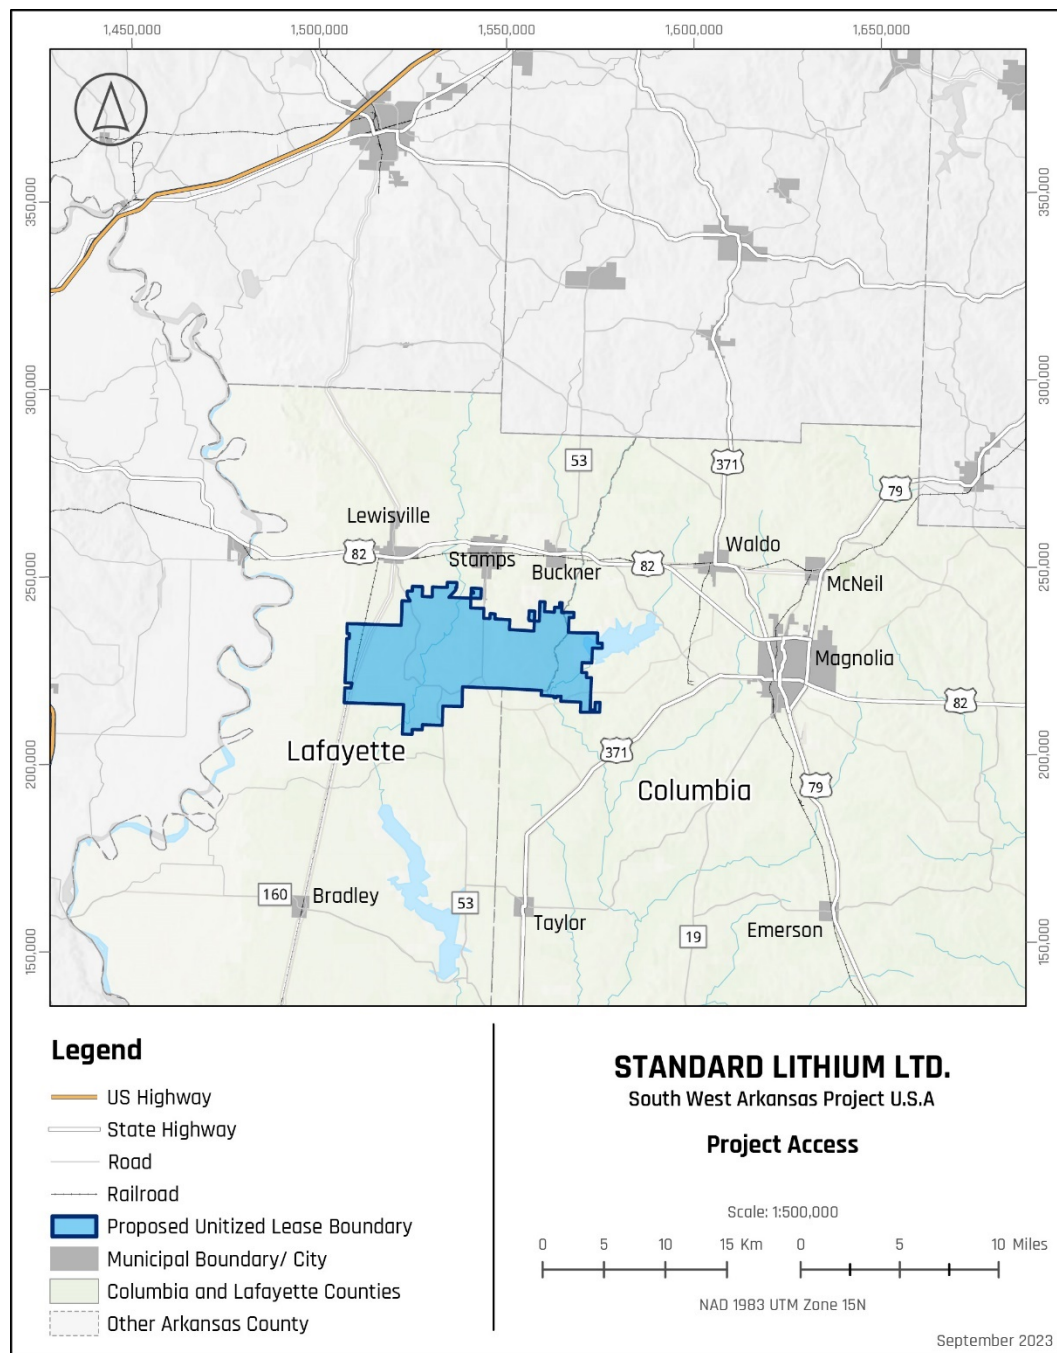 1,450,000
1,500,000
1,550,000
1,600,000
1,650,000
350,000
350,000
300,000
300,000
53
371
79
Lewisville
82
Stamps
Buckner
82
Waldo
McNeil
250,000
250,000
Magnolia
82
Lafayette
371
Columbia
79
200,000
200,000
160
Bradley
53
Taylor
19
Emerson
150,000
150,000
Legend
US Highway
State Highway
Road
Railroad
Proposed Unitized Lease Boundary
Municipal Boundary/ City
Columbia and Lafayette Counties
Other Arkansas County
STANDARD LITHIUM LTD.
South West Arkansas Project U.S.A
Project Access
Scale: 1:500,000
0 5 10 15 Km
0 5 10 Miles
NAD 1983 UTM Zone 15N
September 2023